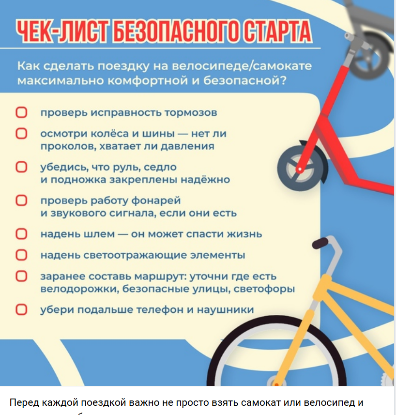 ЧЕК-ЛИСТ БЕЗОПАСНОГО СТАРТА
Как сделать поездку на велосипеде/самокате
максимально комфортной и безопасной?
проверь исправность тормозов
осмотри колёса и шины — нет ли
проколов, хватает ли давления
убедись, что руль, седло
и подножка закреплены надёжно
проверь работу фонарей
и звукового сигнала, если они есть
надень шлем — он может спасти жизнь
надень светоотражающие элементы
заранее составь маршрут: уточни где есть
велодорожки, безопасные улицы, светофоры
убери подальше телефон и наушники
Перед каждой поездкой важно не просто взять самокат или велосипед и